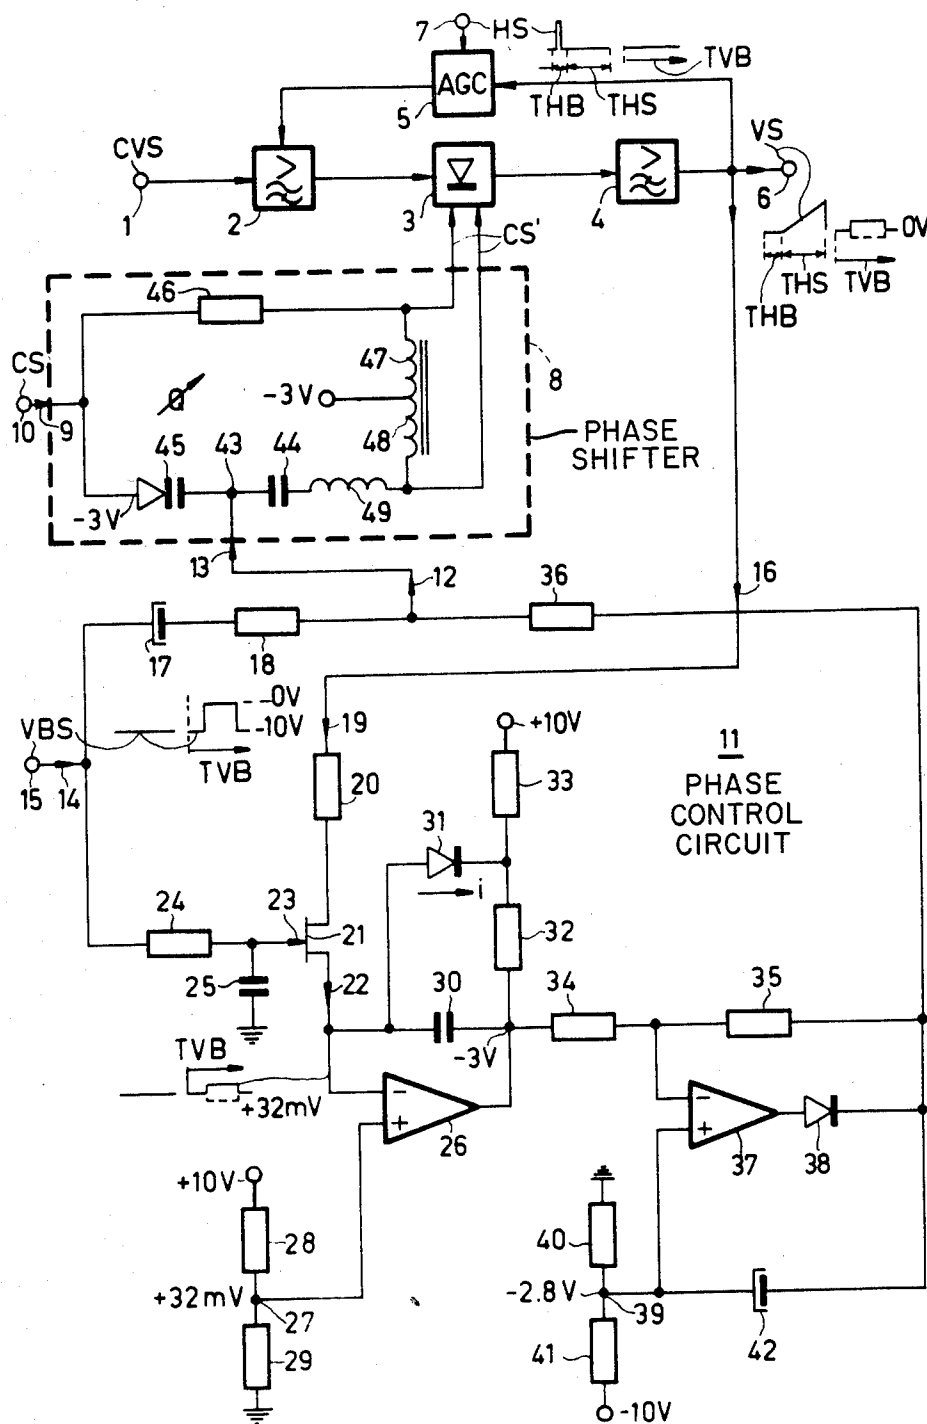 7
HS
AGC
5
TVB
THB
THS
CVS
1
2
3
4
VS
6
0V
THS
TVB
THB
CS'
46
47
CS
-3V
8
10
9
45
43
44
48
PHASE
SHIFTER
-3V
49
13
12
36
16
17
18
-0V
-10V
VBS
TVB
15
14
19
+10V
11
20
33
PHASE
CONTROL
CIRCUIT
31
i
24
23
21
32
25
22
30
34
35
-3V
TVB
+32mV
-
+
26
-
+
37
38
+10V
28
40
+32mV
27
-2.8V
39
29
41
42
-10V